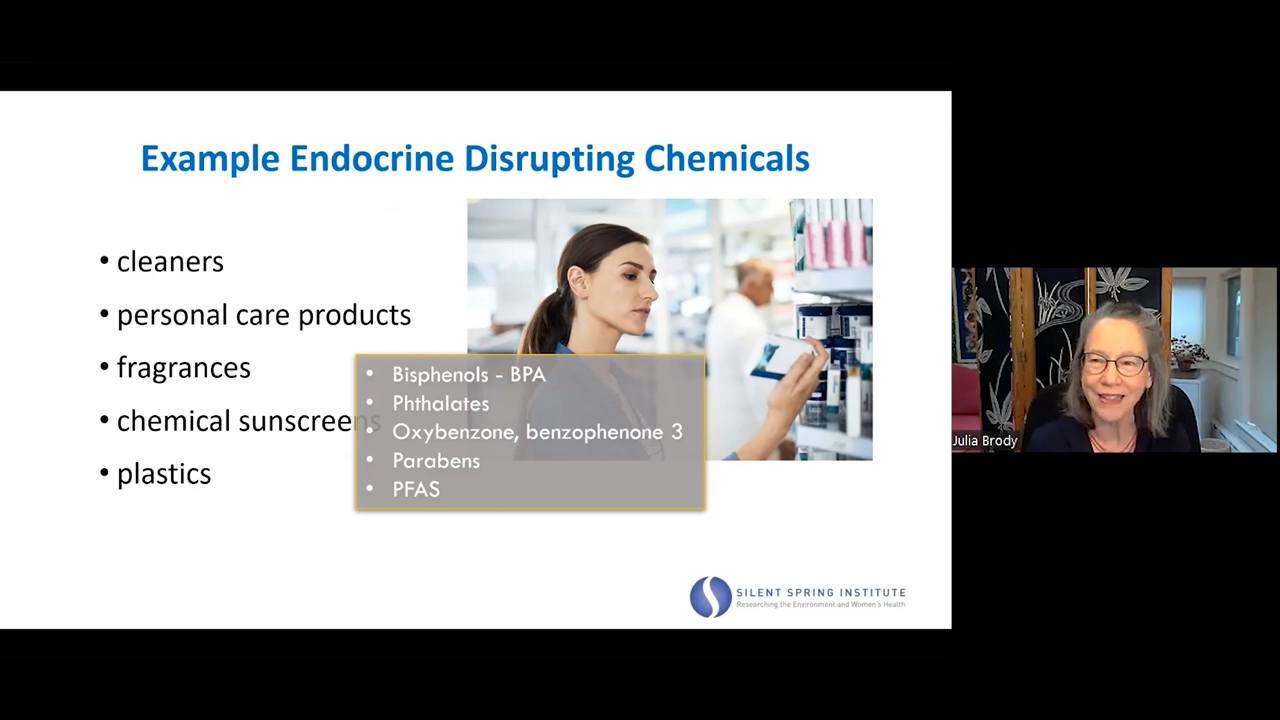 Example Endocrine Disrupting Chemicals
• cleaners
• personal care products
• fragrances
• chemical sunscreens
• plastics
• Bisphenols - BPA
• Phthalates
• Oxybenzone, benzophenone 3
• Parabens
• PFAS
SILENT SPRING INSTITUTE
Researching the Environment and Women's Health
Julia Brody